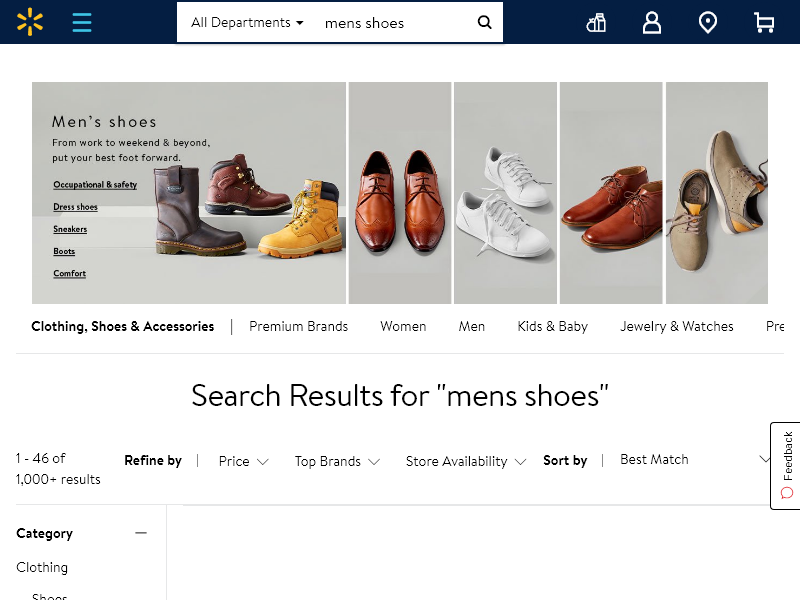 All Departments
mens shoes
Men's shoes
From work to weekend & beyond,
put your best foot forward.
Occupational & safety
Dress shoes
Sneakers
Boots
Comfort
Clothing, Shoes & Accessories | Premium Brands Women Men Kids & Baby Jewelry & Watches Pre
Search Results for "mens shoes"
1 - 46 of
1,000+ results
Refine by | Price Top Brands Store Availability Sort by | Best Match
Feedback
Category
Clothing
Shoes